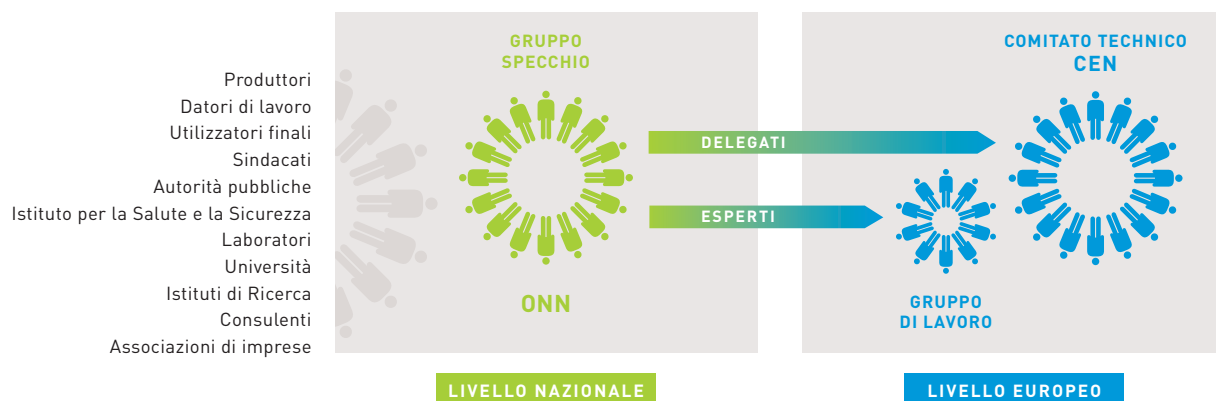 Produttori
Datori di lavoro
Utilizzatori finali
Sindacati
Autorità pubbliche
Istituto per la Salute e la Sicurezza
Laboratori
Università
Istituti di Ricerca
Consulenti
Associazioni di imprese
GRUPPO
SPECCHIO
ONN
LIVELLO NAZIONALE
DELEGATI
ESPERTI
COMITATO TECHNICO
CEN
GRUPPO
DI LAVORO
LIVELLO EUROPEO